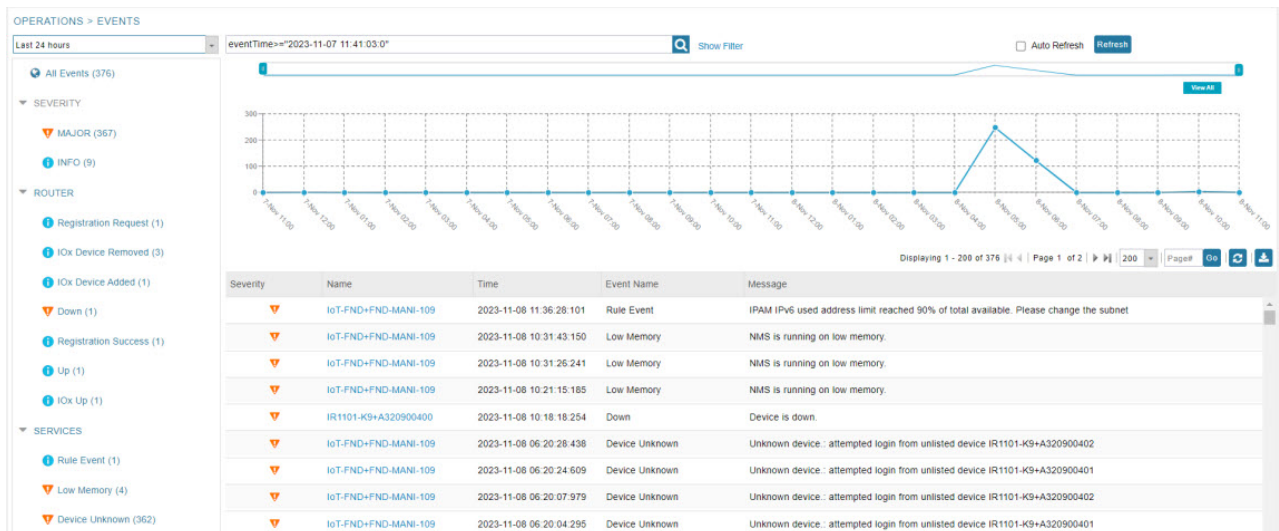 OPERATIONS > EVENTS
Last 24 hours
eventTime>="2023-11-07 11:41:03:0"
Show Filter
Auto Refresh
Refresh
All Events (376)
View All
SEVERITY
MAJOR (367)
INFO (9)
ROUTER
Registration Request (1)
IOx Device Removed (3)
IOx Device Added (1)
Down (1)
Registration Success (1)
Up (1)
IOx Up (1)
SERVICES
Rule Event (1)
Low Memory (4)
Device Unknown (362)
300
200
100
0
7-Nov 11:00
7-Nov 12:00
7-Nov 01:00
7-Nov 02:00
7-Nov 03:00
7-Nov 04:00
7-Nov 05:00
7-Nov 06:00
7-Nov 07:00
7-Nov 08:00
7-Nov 09:00
7-Nov 10:00
7-Nov 11:00
8-Nov 12:00
8-Nov 01:00
8-Nov 02:00
8-Nov 03:00
8-Nov 04:00
8-Nov 05:00
8-Nov 06:00
8-Nov 07:00
8-Nov 08:00
8-Nov 09:00
8-Nov 10:00
8-Nov 11:00
Displaying 1 - 200 of 376 | Page 1 of 2 | 200 | Page# Go
Severity Name Time Event Name Message
IoT-FND+FND-MANI-109 2023-11-08 11:36:28:101 Rule Event IPAM IPv6 used address limit reached 90% of total available. Please change the subnet
IoT-FND+FND-MANI-109 2023-11-08 10:31:43:150 Low Memory NMS is running on low memory.
IoT-FND+FND-MANI-109 2023-11-08 10:31:26:241 Low Memory NMS is running on low memory.
IoT-FND+FND-MANI-109 2023-11-08 10:21:15:185 Low Memory NMS is running on low memory.
IR1101-K9+A320900400 2023-11-08 10:18:18:254 Down Device is down.
IoT-FND+FND-MANI-109 2023-11-08 06:20:28:438 Device Unknown Unknown device.: attempted login from unlisted device IR1101-K9+A320900402
IoT-FND+FND-MANI-109 2023-11-08 06:20:24:609 Device Unknown Unknown device.: attempted login from unlisted device IR1101-K9+A320900401
IoT-FND+FND-MANI-109 2023-11-08 06:20:07:979 Device Unknown Unknown device.: attempted login from unlisted device IR1101-K9+A320900402
IoT-FND+FND-MANI-109 2023-11-08 06:20:04:295 Device Unknown Unknown device.: attempted login from unlisted device IR1101-K9+A320900401